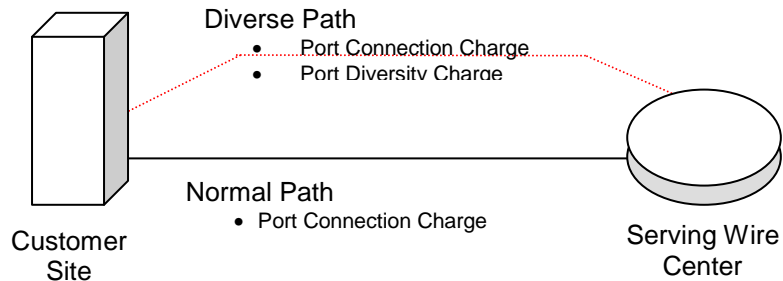 Diverse Path
• Port Connection Charge
• Port Diversity Charge
Normal Path
• Port Connection Charge
Customer
Site
Serving Wire
Center